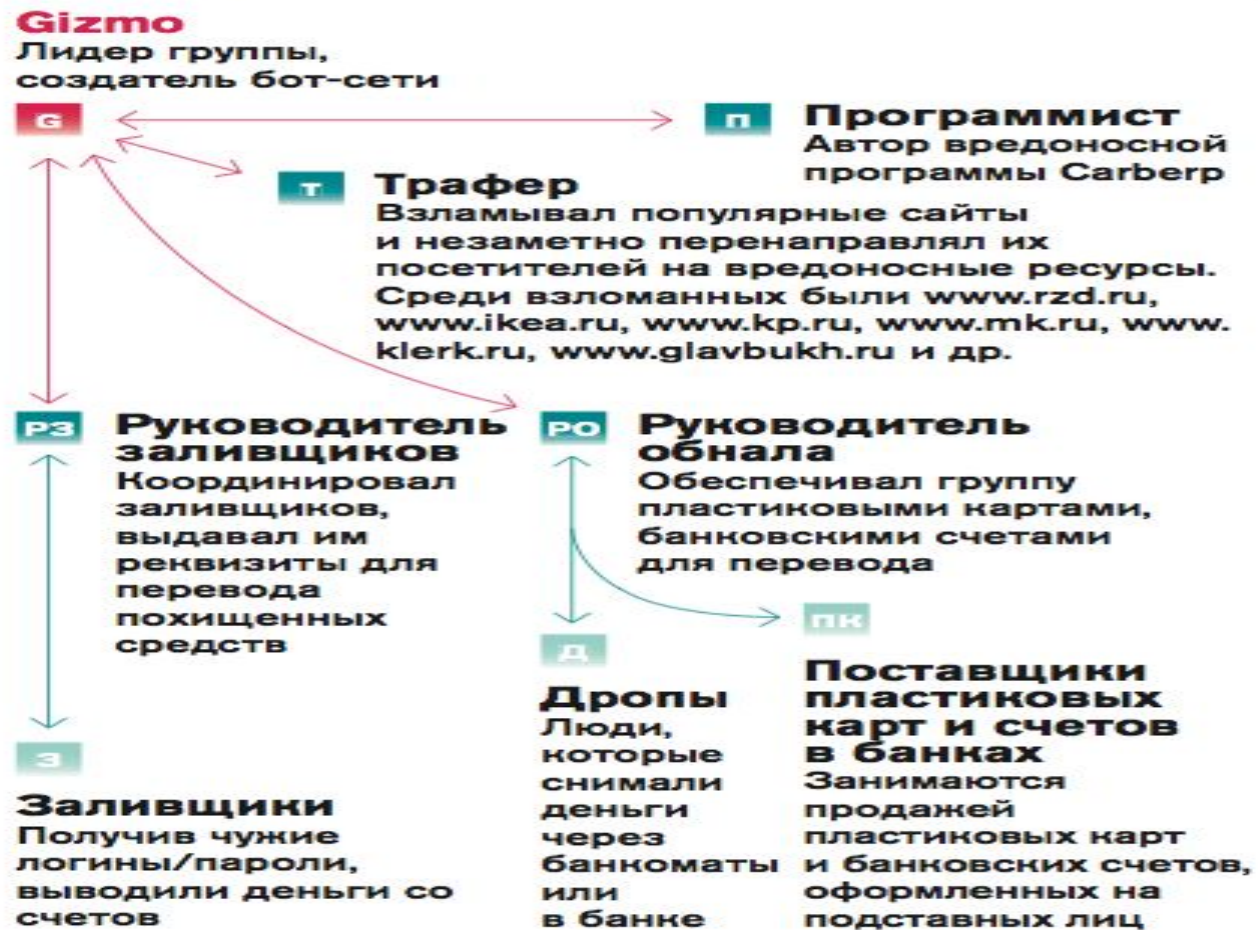 Gizmo
Лидер группы,
создатель бот-сети
G
П
Программист
Автор вредоносной
программы Carberp
Т
Трафер
Взламывал популярные сайты
и незаметно перенаправлял их
посетителей на вредоносные ресурсы.
Среди взломанных были www.rzd.ru,
www.ikea.ru, www.kp.ru, www.mk.ru, www.
klerk.ru, www.glavbukh.ru и др.
РЗ
Руководитель
заливщиков
Координировал
заливщиков,
выдавал им
реквизиты для
перевода
похищенных
средств
РО
Руководитель
обнала
Обеспечивал группу
пластиковыми картами,
банковскими счетами
для перевода
З
Заливщики
Получив чужие
логины/пароли,
выводили деньги со
счетов
Д
Дропы
Люди,
которые
снимали
деньги
через
банкоматы
или
в банке
ПК
Поставщики
пластиковых
карт и счетов
в банках
Занимаются
продажей
пластиковых карт
и банковских счетов,
оформленных на
подставных лиц